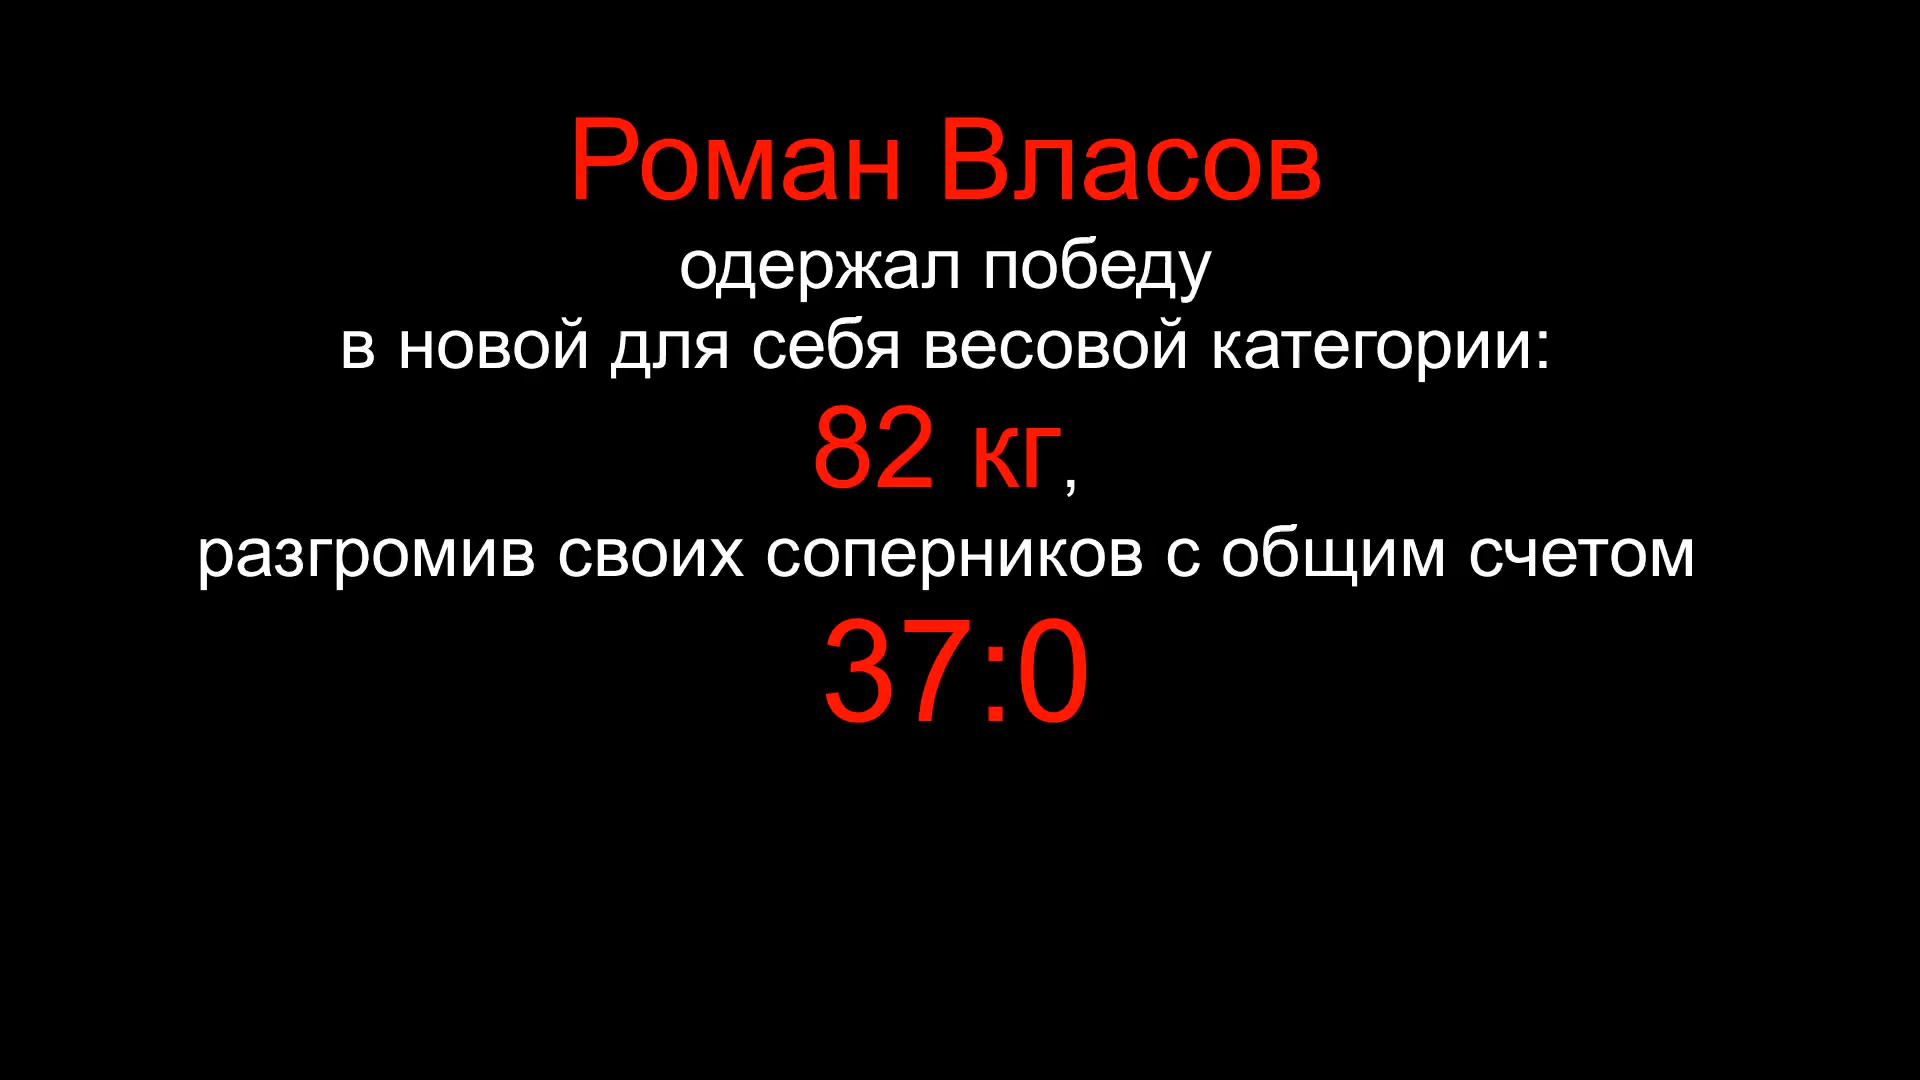 Роман Власов
одержал победу
в новой для себя весовой категории:
82 кг,
разгромив своих соперников с общим счетом
37:0